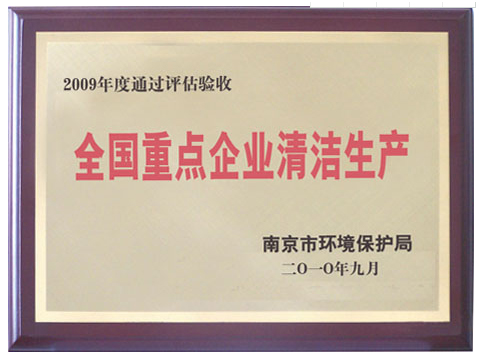 2009年度通过评估验收
全国重点企业清洁生产
南京市环境保护局
二〇一〇年九月